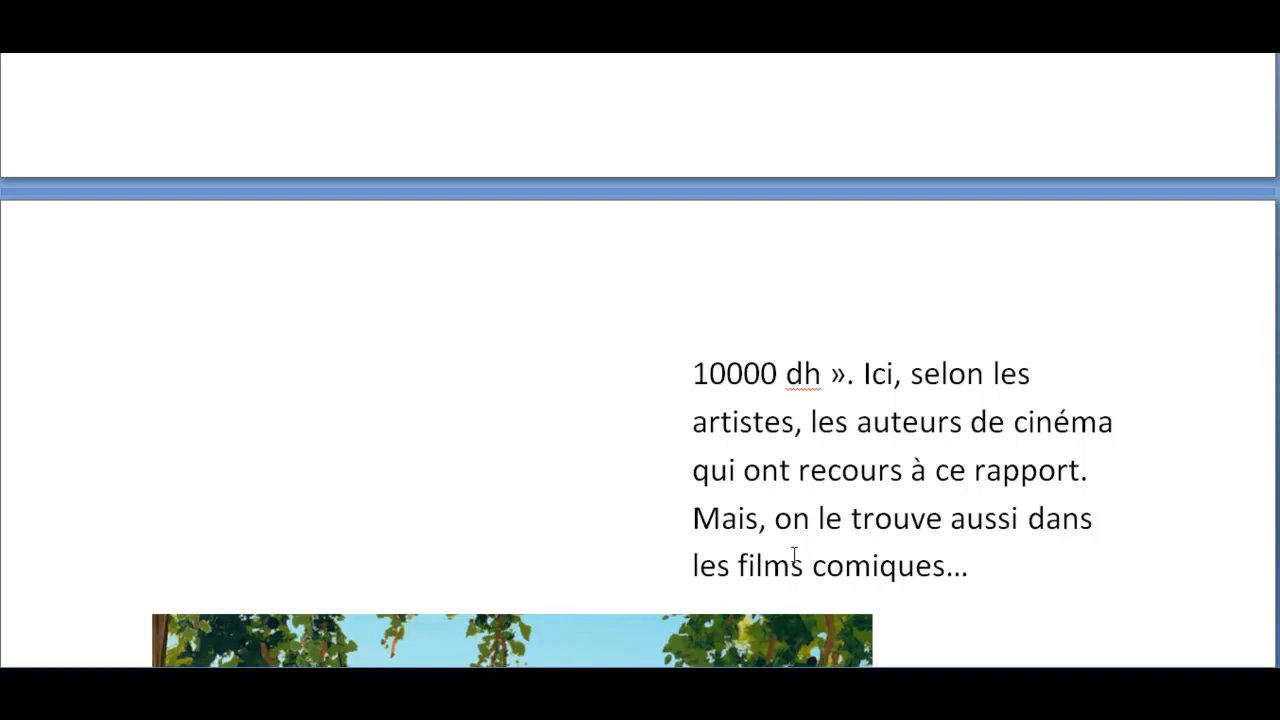 10000 dh ». Ici, selon les
artistes, les auteurs de cinéma
qui ont recours à ce rapport.
Mais, on le trouve aussi dans
les films comiques…